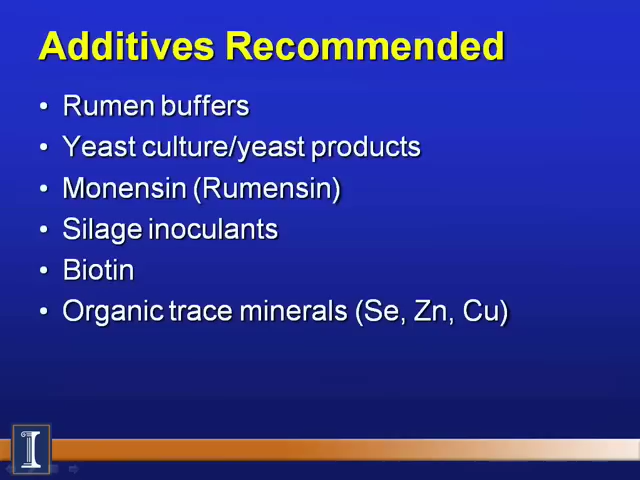 Additives Recommended
• Rumen buffers
• Yeast culture/yeast products
• Monensin (Rumensin)
• Silage inoculants
• Biotin
• Organic trace minerals (Se, Zn, Cu)
I